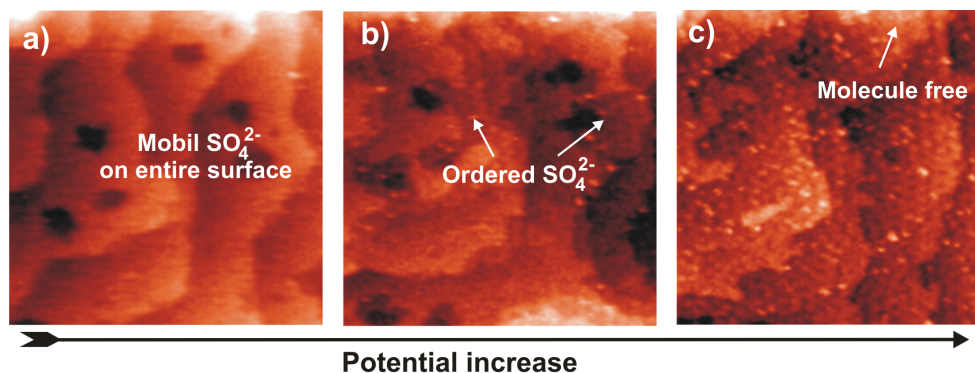 a)
Mobil SO₄²⁻
on entire surface
b)
Ordered SO₄²⁻
c)
Molecule free
Potential increase